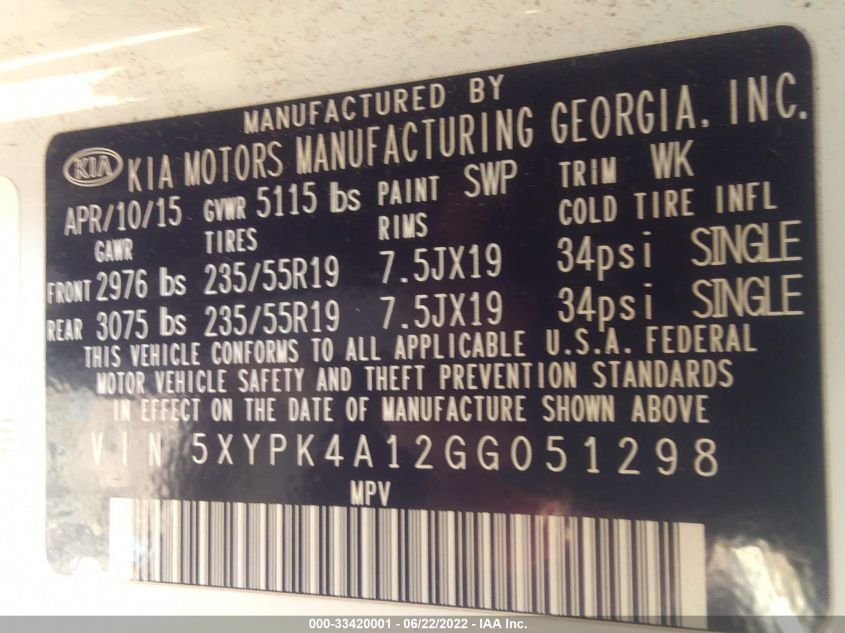 MANUFACTURED BY
KIA KIA MOTORS MANUFACTURING GEORGIA, INC.
APR/10/15 GVWR 5115 lbs PAINT SWP TRIM WK
GAWR TIRES RIMS COLD TIRE INFL
FRONT 2976 lbs 235/55R19 7.5JX19 34psi SINGLE
REAR 3075 lbs 235/55R19 7.5JX19 34psi SINGLE
THIS VEHICLE CONFORMS TO ALL APPLICABLE U.S.A. FEDERAL
MOTOR VEHICLE SAFETY AND THEFT PREVENTION STANDARDS
IN EFFECT ON THE DATE OF MANUFACTURE SHOWN ABOVE
VIN 5XYPK4A12GG051298
MPV
000-33420001 - 06/22/2022 - IAA Inc.